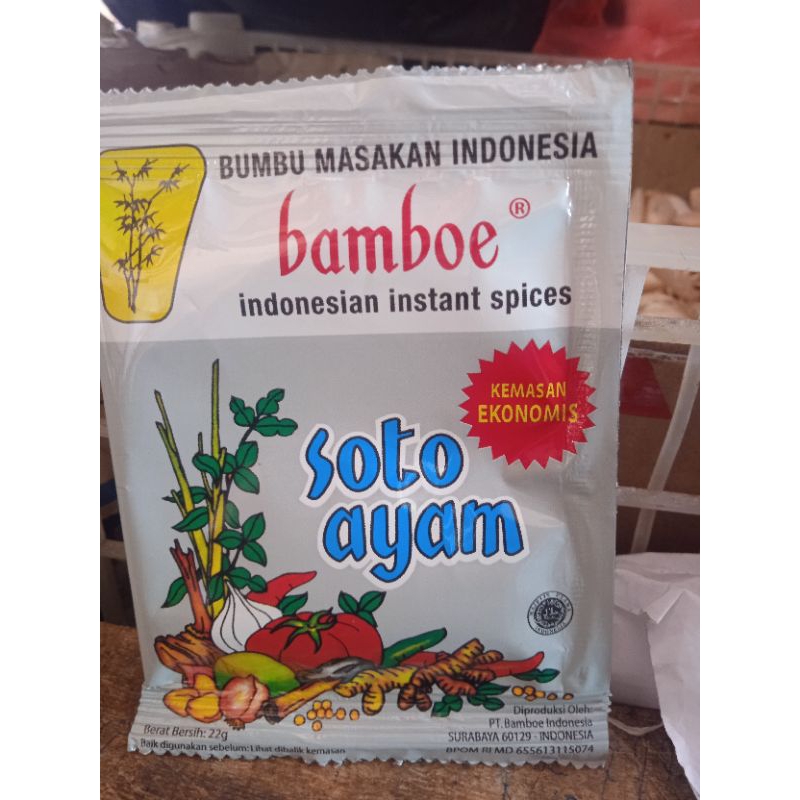 BUMBU MASAKAN INDONESIA
bamboe ®
indonesian instant spices
KEMASAN
EKONOMIS
soto
ayam
Diproduksi Oleh:
PT. Bamboe Indonesia
SURABAYA 60129 - INDONESIA
BPOM RI MD 655613115074
Berat Bersih: 22g
Baik digunakan sebelum: Lihat dibalik kemasan